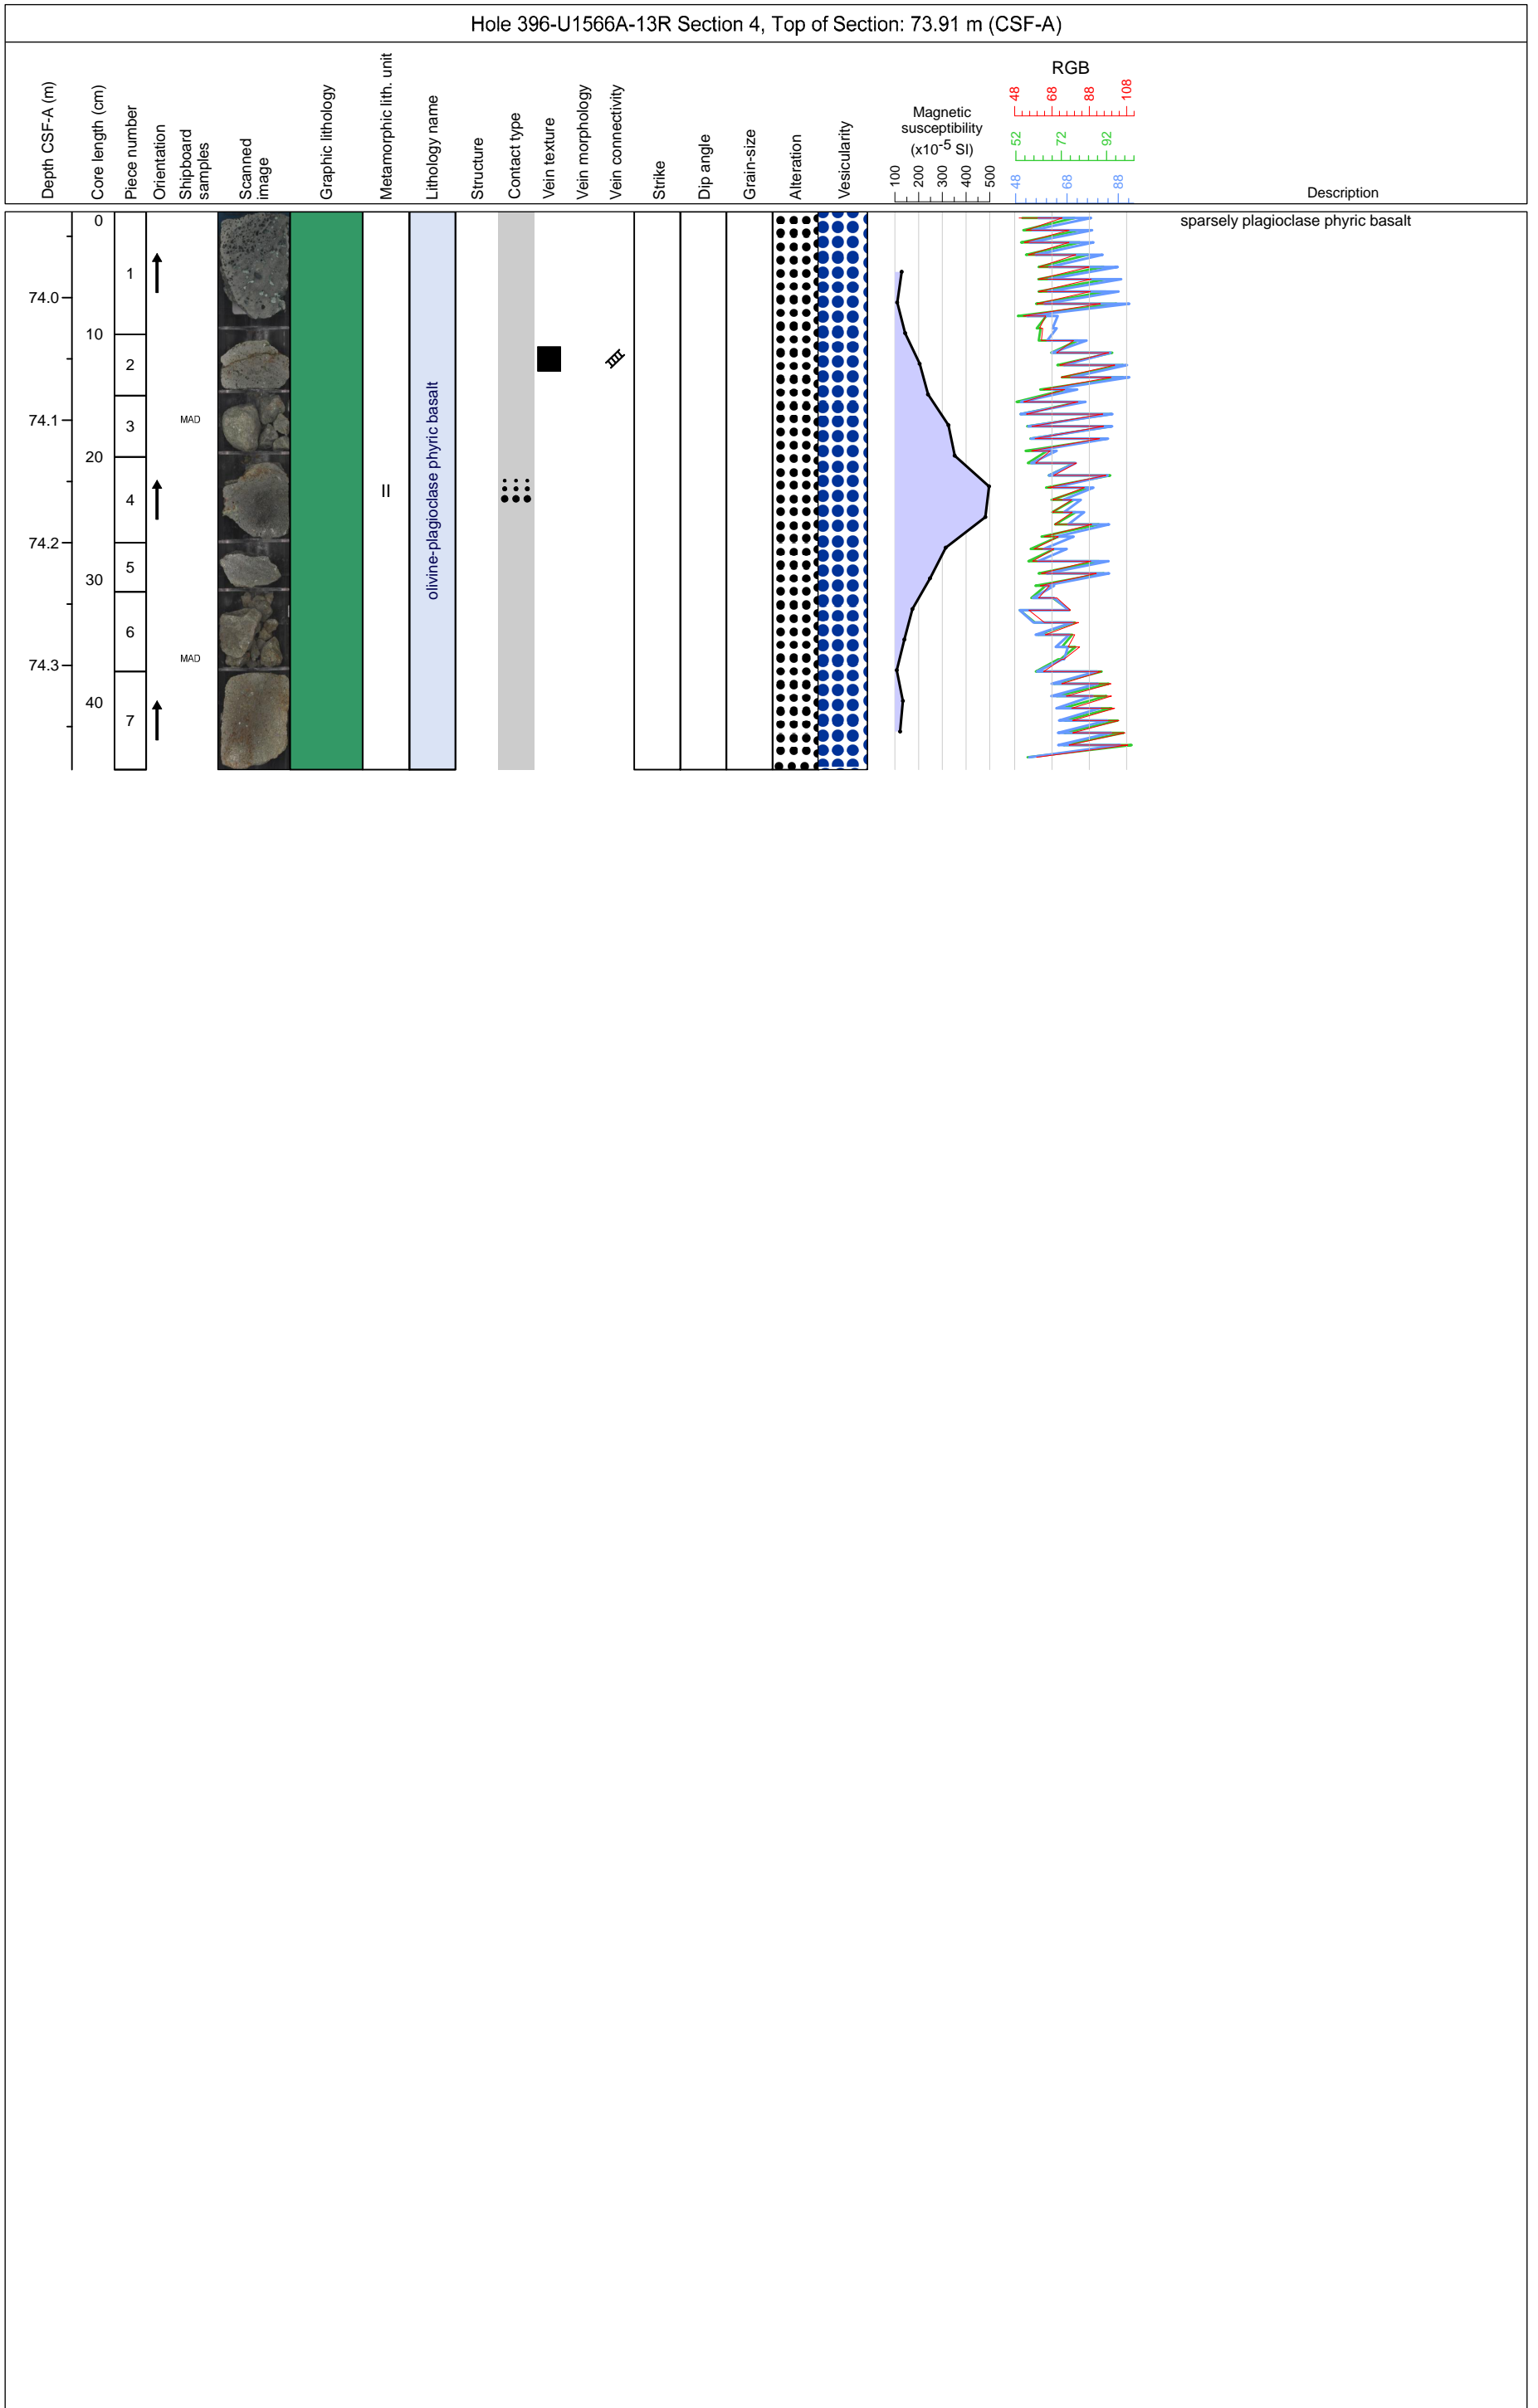 Hole 396-U1566A-13R Section 4, Top of Section: 73.91 m (CSF-A)
Depth CSF-A (m)
Core length (cm)
Piece number
Orientation
Shipboard
samples
Scanned
image
Graphic lithology
Metamorphic lith. unit
Lithology name
Structure
Contact type
Vein texture
Vein morphology
Vein connectivity
Strike
Dip angle
Grain-size
Alteration
Vesicularity
Magnetic
susceptibility
(x10-5 SI)
100 200 300 400 500
RGB
48 68 88 108
52 72 92
48 68 88
Description
0
sparsely plagioclase phyric basalt
1
74.0
10
2
74.1
3
MAD
20
4
II
olivine-plagioclase phyric basalt
74.2
5
30
6
MAD
74.3
40
7